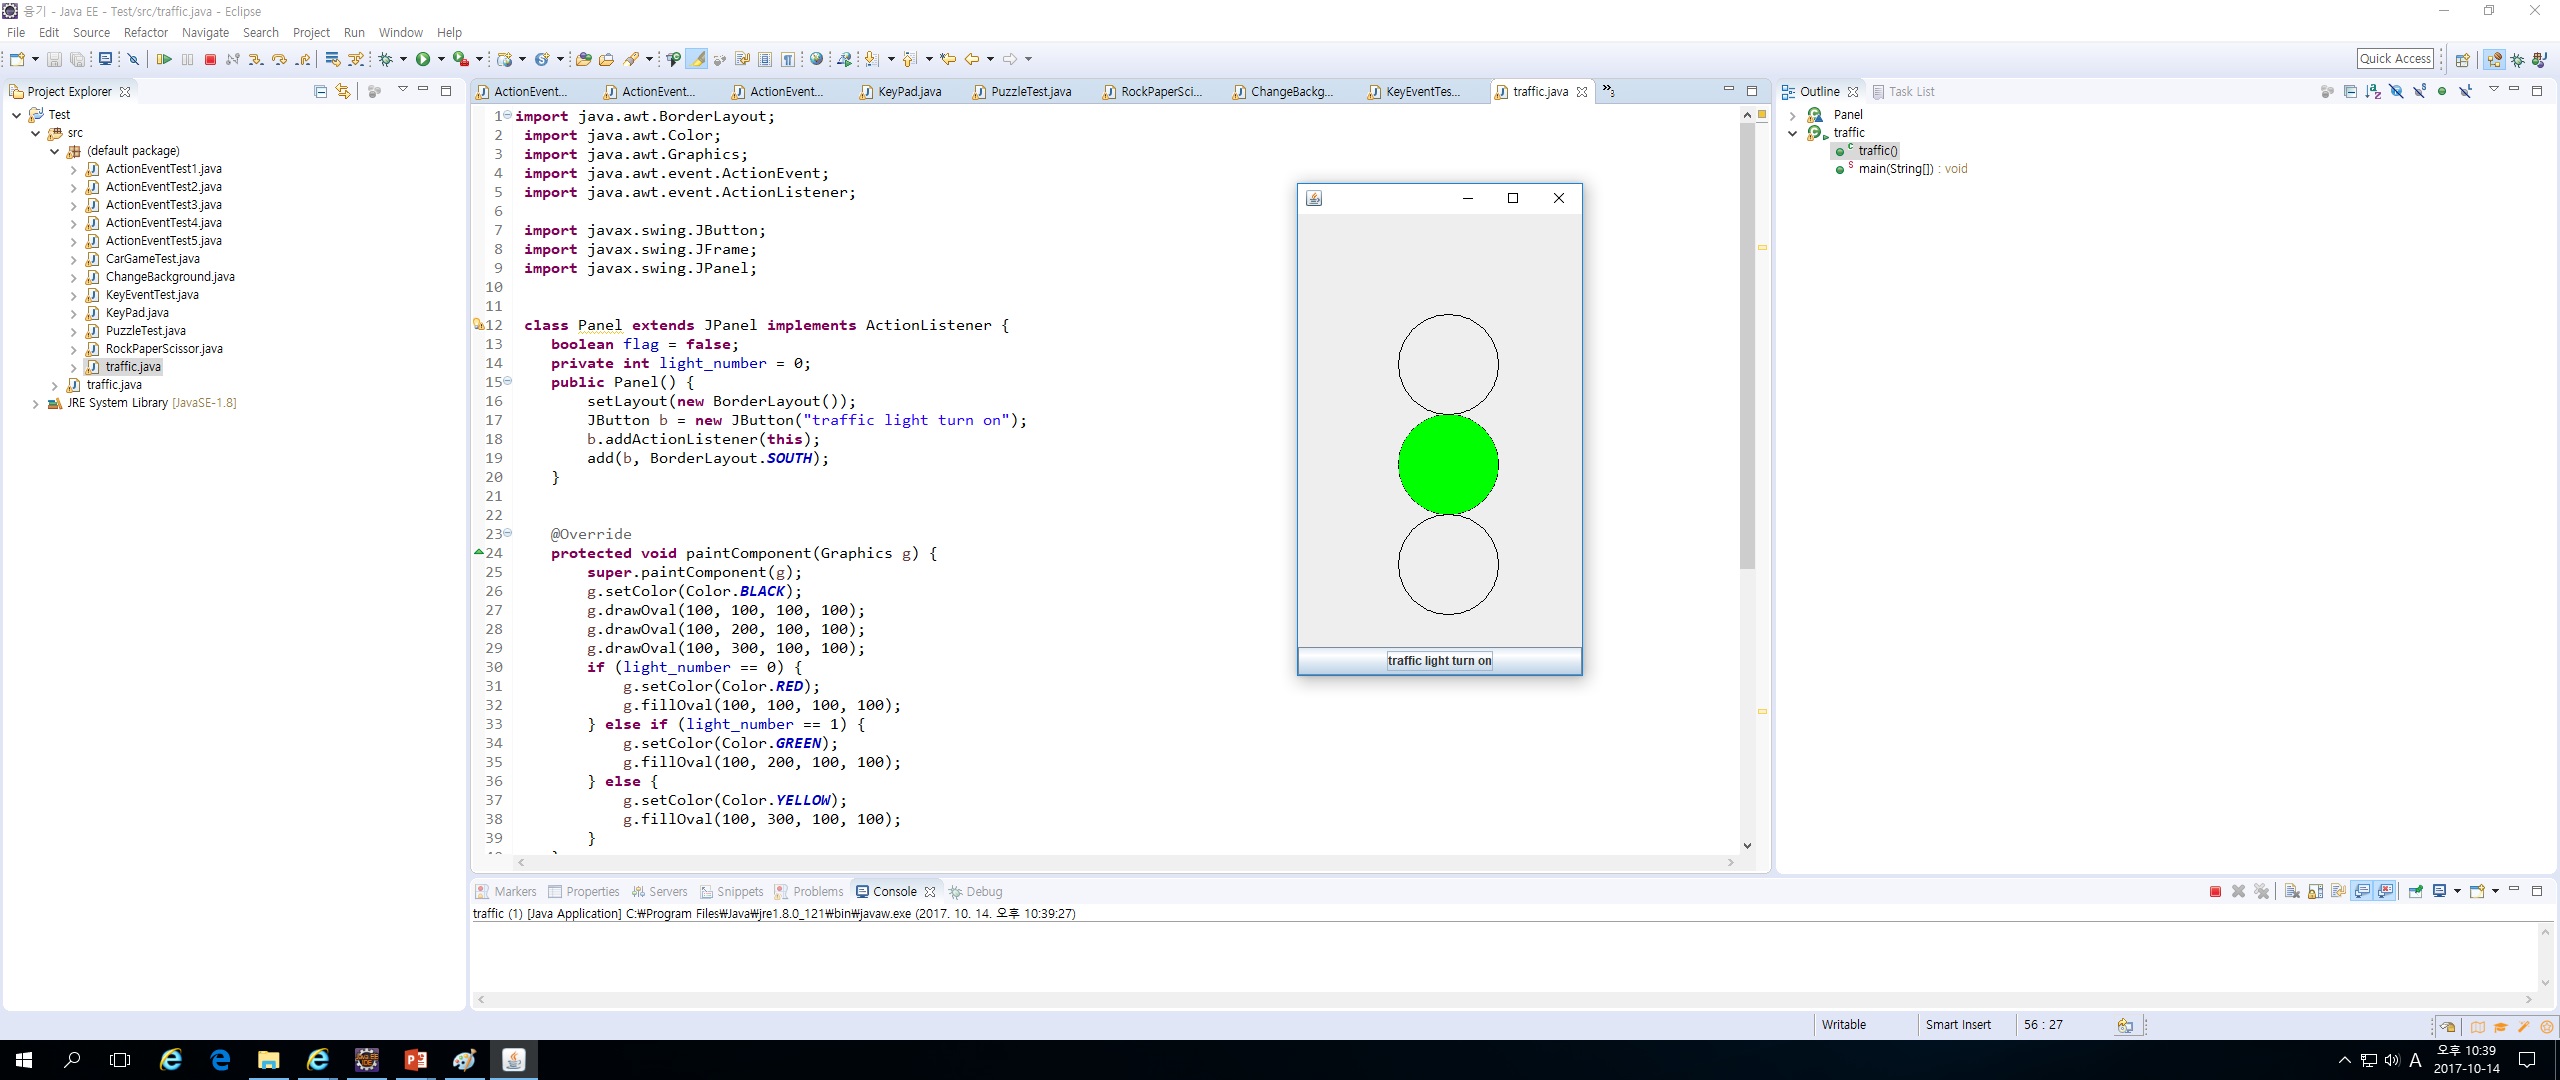 융기 - Java EE - Test/src/traffic.java - Eclipse
File Edit Source Refactor Navigate Search Project Run Window Help
Quick Access
Project Explorer
Test
src
(default package)
ActionEventTest1.java
ActionEventTest2.java
ActionEventTest3.java
ActionEventTest4.java
ActionEventTest5.java
CarGameTest.java
ChangeBackground.java
KeyEventTest.java
KeyPad.java
PuzzleTest.java
RockPaperScissor.java
traffic.java
traffic.java
JRE System Library [JavaSE-1.8]
ActionEvent... ActionEvent... ActionEvent... KeyPad.java PuzzleTest.java RockPaperSci... ChangeBackg... KeyEventTes... traffic.java »3
1 import java.awt.BorderLayout;
2 import java.awt.Color;
3 import java.awt.Graphics;
4 import java.awt.event.ActionEvent;
5 import java.awt.event.ActionListener;
6
7 import javax.swing.JButton;
8 import javax.swing.JFrame;
9 import javax.swing.JPanel;
10
11
12 class Panel extends JPanel implements ActionListener {
13 boolean flag = false;
14 private int light_number = 0;
15 public Panel() {
16 setLayout(new BorderLayout());
17 JButton b = new JButton("traffic light turn on");
18 b.addActionListener(this);
19 add(b, BorderLayout.SOUTH);
20 }
21
22
23 @Override
24 protected void paintComponent(Graphics g) {
25 super.paintComponent(g);
26 g.setColor(Color.BLACK);
27 g.drawOval(100, 100, 100, 100);
28 g.drawOval(100, 200, 100, 100);
29 g.drawOval(100, 300, 100, 100);
30 if (light_number == 0) {
31 g.setColor(Color.RED);
32 g.fillOval(100, 100, 100, 100);
33 } else if (light_number == 1) {
34 g.setColor(Color.GREEN);
35 g.fillOval(100, 200, 100, 100);
36 } else {
37 g.setColor(Color.YELLOW);
38 g.fillOval(100, 300, 100, 100);
39 }
traffic light turn on
Outline Task List
Panel
traffic
traffic()
main(String[]) : void
Markers Properties Servers Snippets Problems Console Debug
traffic (1) [Java Application] C:₩Program Files₩Java₩jre1.8.0_121₩bin₩javaw.exe (2017. 10. 14. 오후 10:39:27)
Writable Smart Insert 56 : 27
A 오후 10:39
2017-10-14